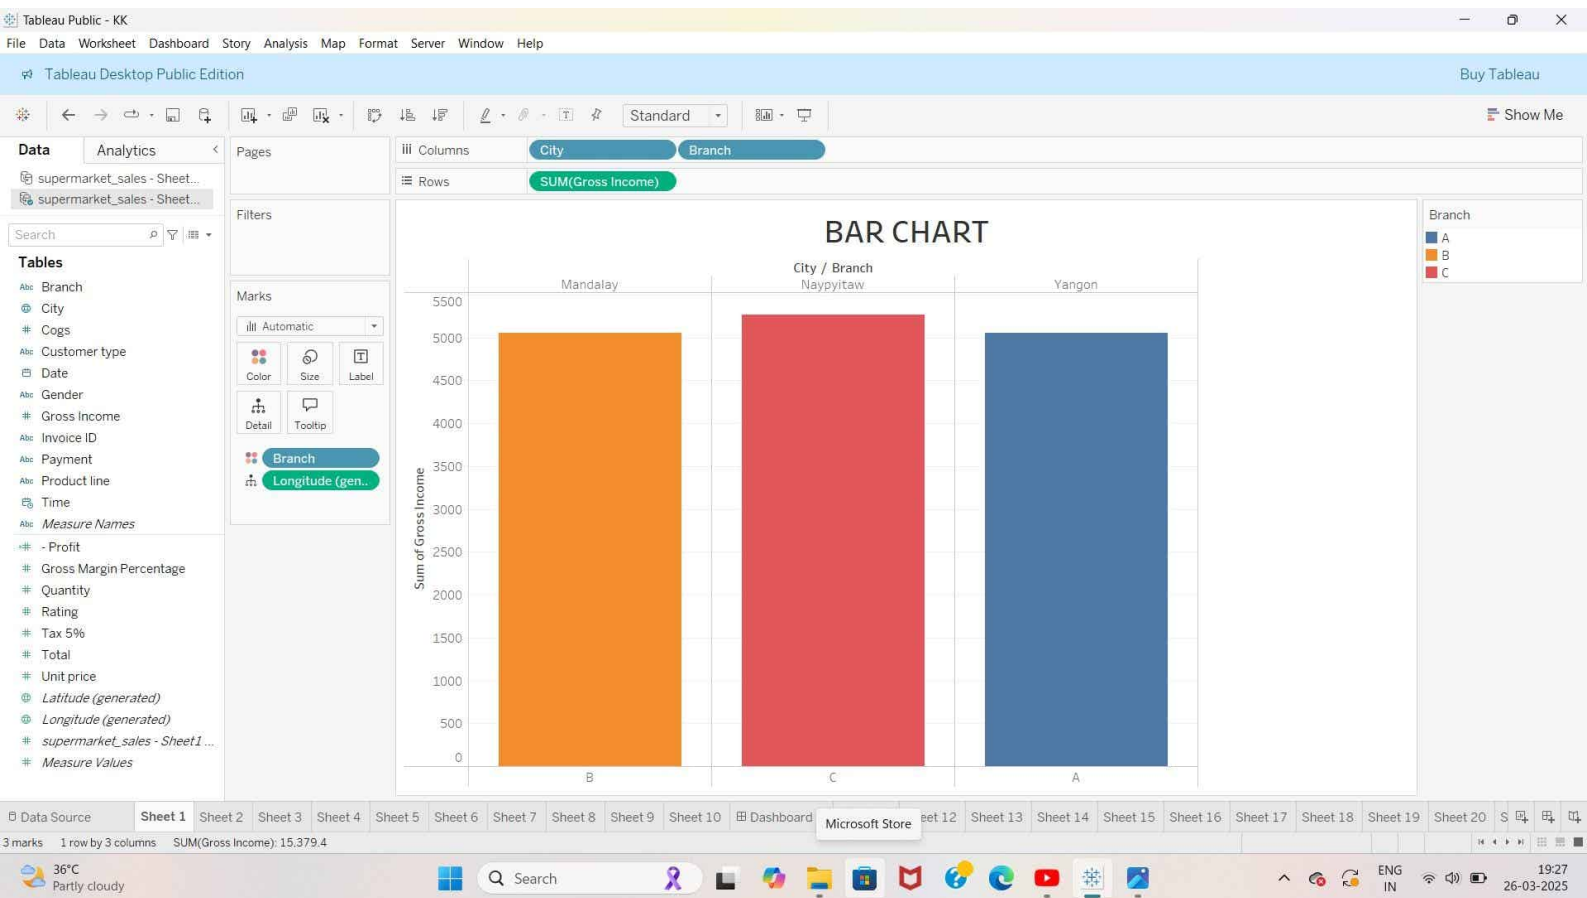 Tableau Public - KK
File Data Worksheet Dashboard Story Analysis Map Format Server Window Help
Tableau Desktop Public Edition
Buy Tableau
Standard
Show Me
Data
Analytics
supermarket_sales - Sheet...
supermarket_sales - Sheet...
Search
Tables
Abc Branch
City
# Cogs
Abc Customer type
Date
Abc Gender
# Gross Income
Abc Invoice ID
Abc Payment
Abc Product line
Time
Abc Measure Names
# - Profit
# Gross Margin Percentage
# Quantity
# Rating
# Tax 5%
# Total
# Unit price
Latitude (generated)
Longitude (generated)
# supermarket_sales - Sheet1 ...
# Measure Values
Pages
Filters
Marks
Automatic
Color
Size
Label
Detail
Tooltip
Branch
Longitude (gen..
Columns
City
Branch
Rows
SUM(Gross Income)
BAR CHART
City / Branch
Mandalay
Naypyitaw
Yangon
Sum of Gross Income
5500
5000
4500
4000
3500
3000
2500
2000
1500
1000
500
0
B
C
A
Branch
A
B
C
Data Source
Sheet 1
Sheet 2
Sheet 3
Sheet 4
Sheet 5
Sheet 6
Sheet 7
Sheet 8
Sheet 9
Sheet 10
Dashboard
Microsoft Store
eet 12
Sheet 13
Sheet 14
Sheet 15
Sheet 16
Sheet 17
Sheet 18
Sheet 19
Sheet 20
S
3 marks 1 row by 3 columns SUM(Gross Income): 15,379.4
36°C
Partly cloudy
Search
ENG
IN
19:27
26-03-2025